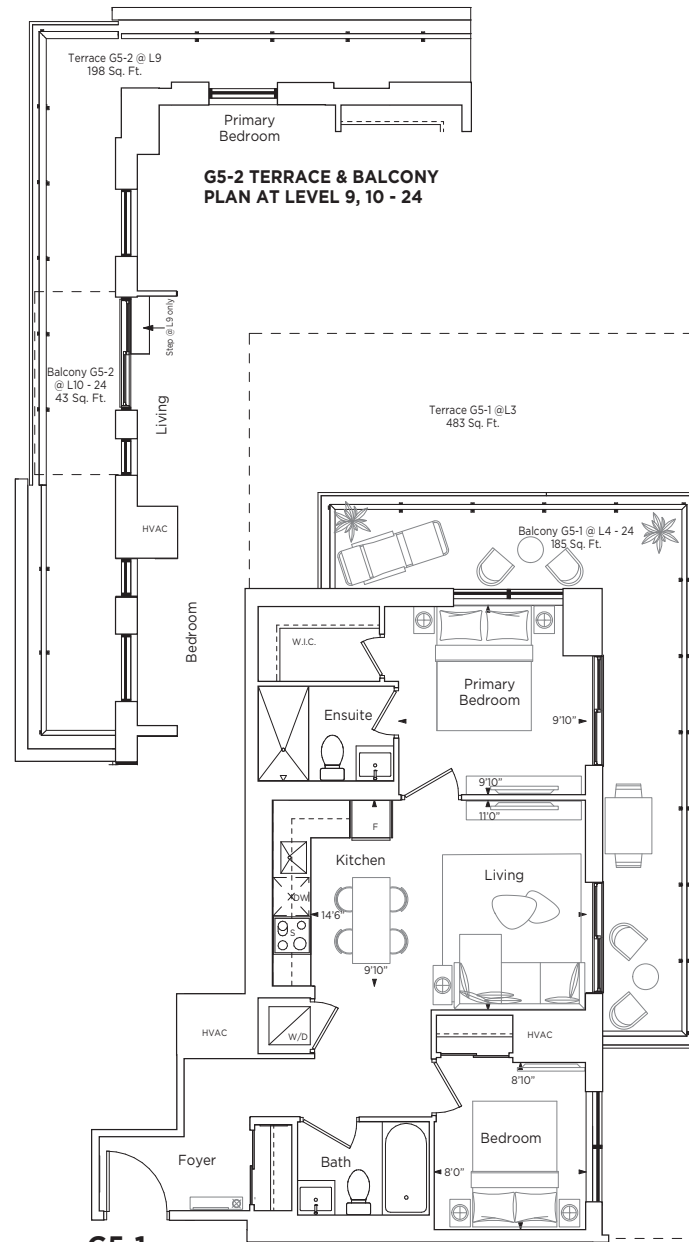 Terrace G5-2 @ L9
198 Sq. Ft.
Primary
Bedroom
G5-2 TERRACE & BALCONY
PLAN AT LEVEL 9, 10 - 24
Step @ L9 only
Balcony G5-2
@ L10 - 24
43 Sq. Ft.
Living
HVAC
Bedroom
Terrace G5-1 @L3
483 Sq. Ft.
Balcony G5-1 @ L4 - 24
185 Sq. Ft.
W.I.C.
Primary
Bedroom
Ensuite
9'10"
9'10"
11'0"
F
Kitchen
Living
DW
14'6"
S
9'10"
HVAC
W/D
HVAC
8'10"
Foyer
Bath
Bedroom
8'0"
G5-1